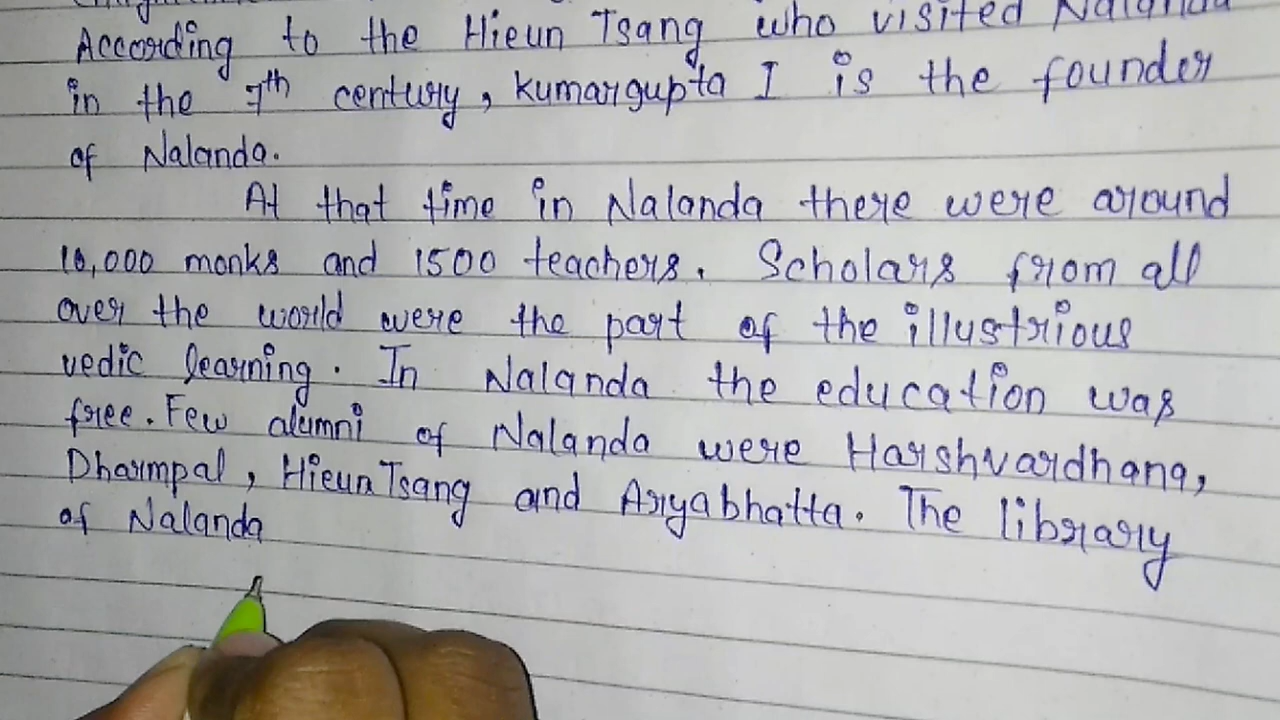 According to the Hieun Tsang who visited Nalanda
in the 7th century, Kumargupta I is the founder
of Nalanda.
At that time in Nalanda there were around
10,000 monks and 1500 teachers. Scholars from all
over the world were the part of the illustrious
vedic learning. In Nalanda the education was
free. Few alumni of Nalanda were Harshvardhana,
Dharmpal, Hieun Tsang and Aryabhatta. The library
of Nalanda